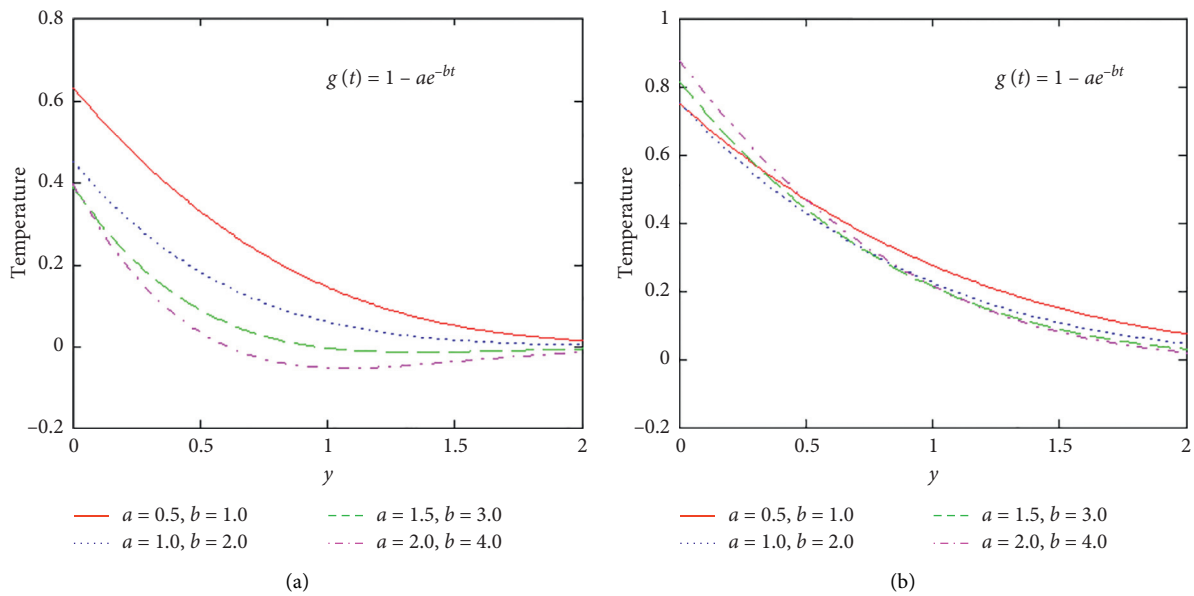 0.8
0.6
0.4
0.2
0
–0.2
Temperature
g (t) = 1 – ae–bt
0 0.5 1 1.5 2
y
a = 0.5, b = 1.0
a = 1.0, b = 2.0
a = 1.5, b = 3.0
a = 2.0, b = 4.0
(a)
1
0.8
0.6
0.4
0.2
0
–0.2
Temperature
g (t) = 1 – ae–bt
0 0.5 1 1.5 2
y
a = 0.5, b = 1.0
a = 1.0, b = 2.0
a = 1.5, b = 3.0
a = 2.0, b = 4.0
(b)